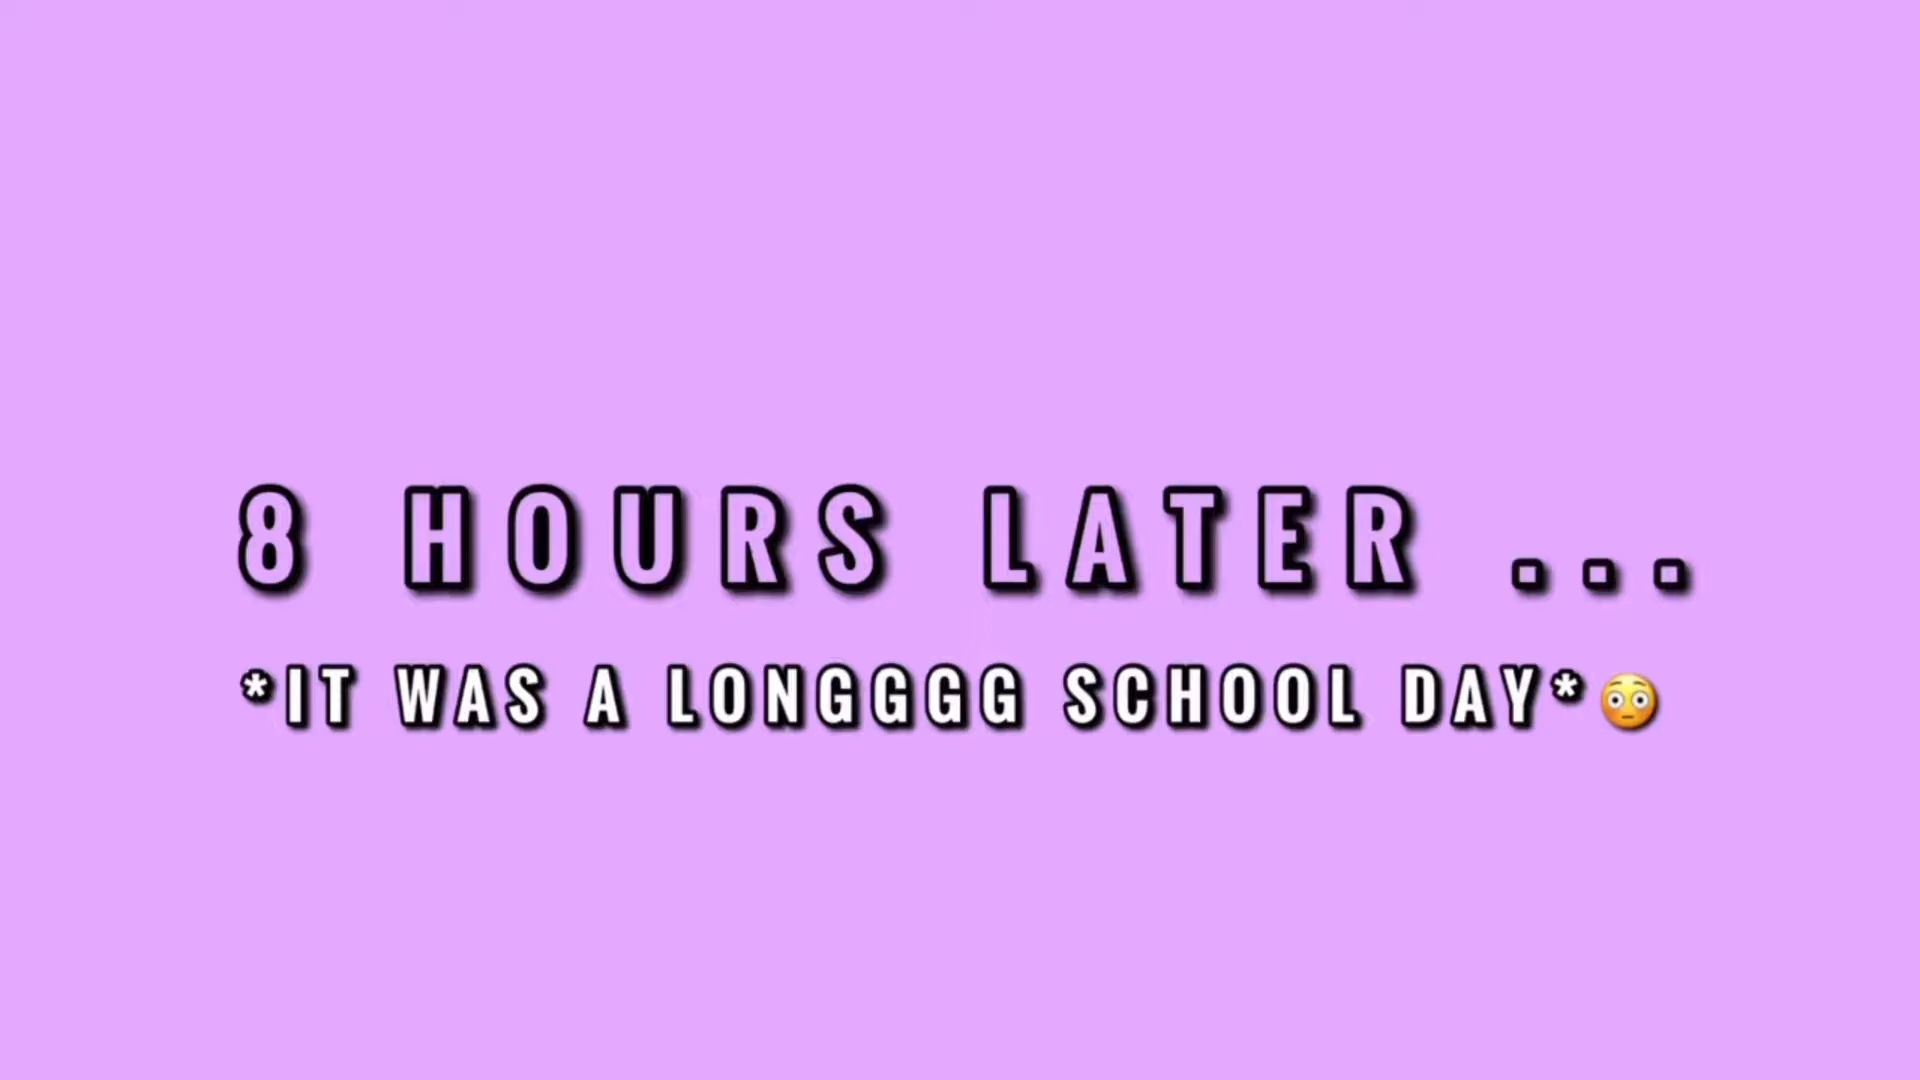 8 HOURS LATER ...
*IT WAS A LONGGGG SCHOOL DAY*😳